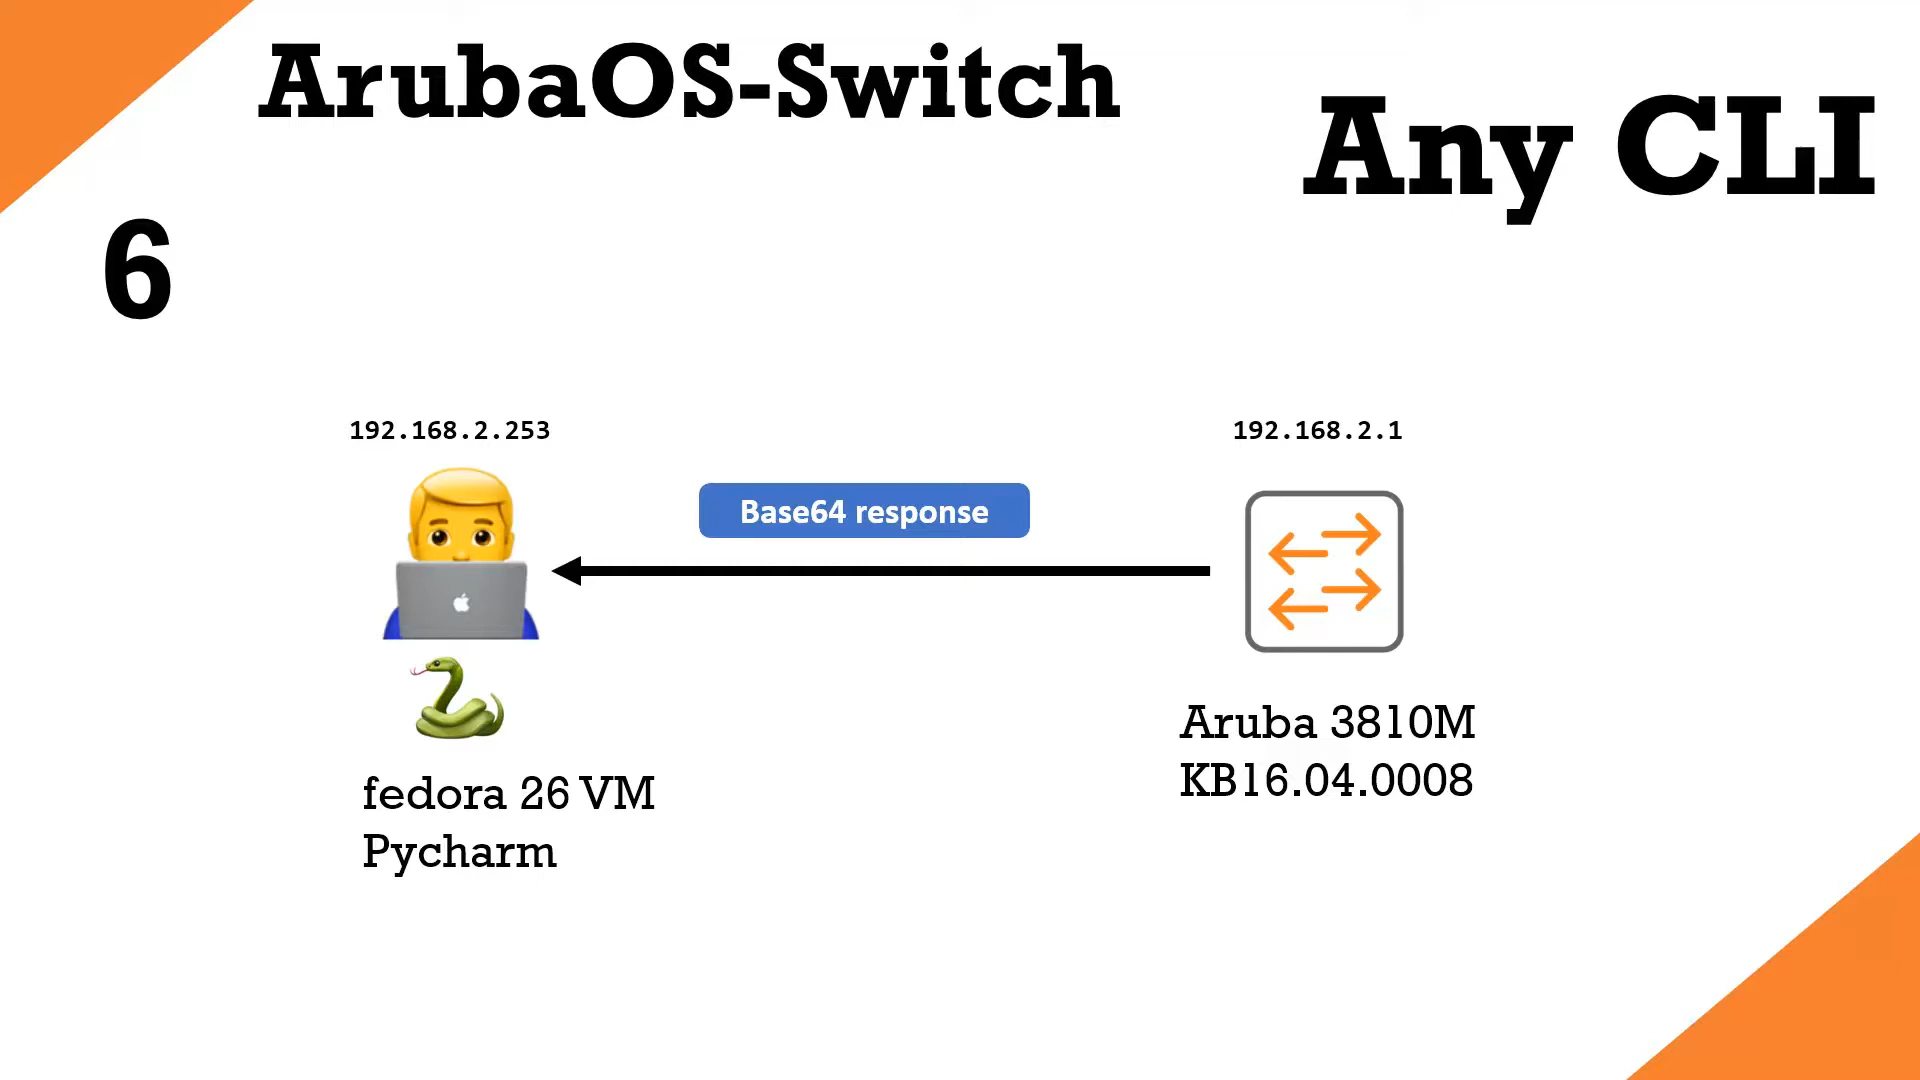 ArubaOS-Switch
Any CLI
6
192.168.2.253
192.168.2.1
Base64 response
Aruba 3810M
KB16.04.0008
fedora 26 VM
Pycharm